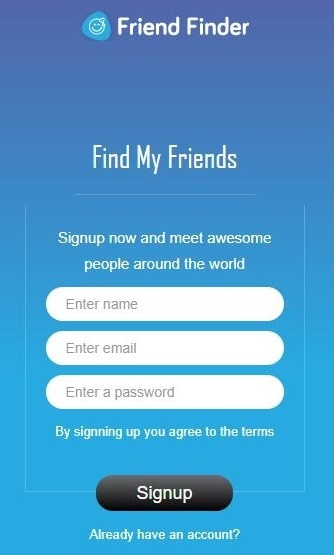 Friend Finder
Find My Friends
Signup now and meet awesome
people around the world
Enter name
Enter email
Enter a password
By signning up you agree to the terms
Signup
Already have an account?